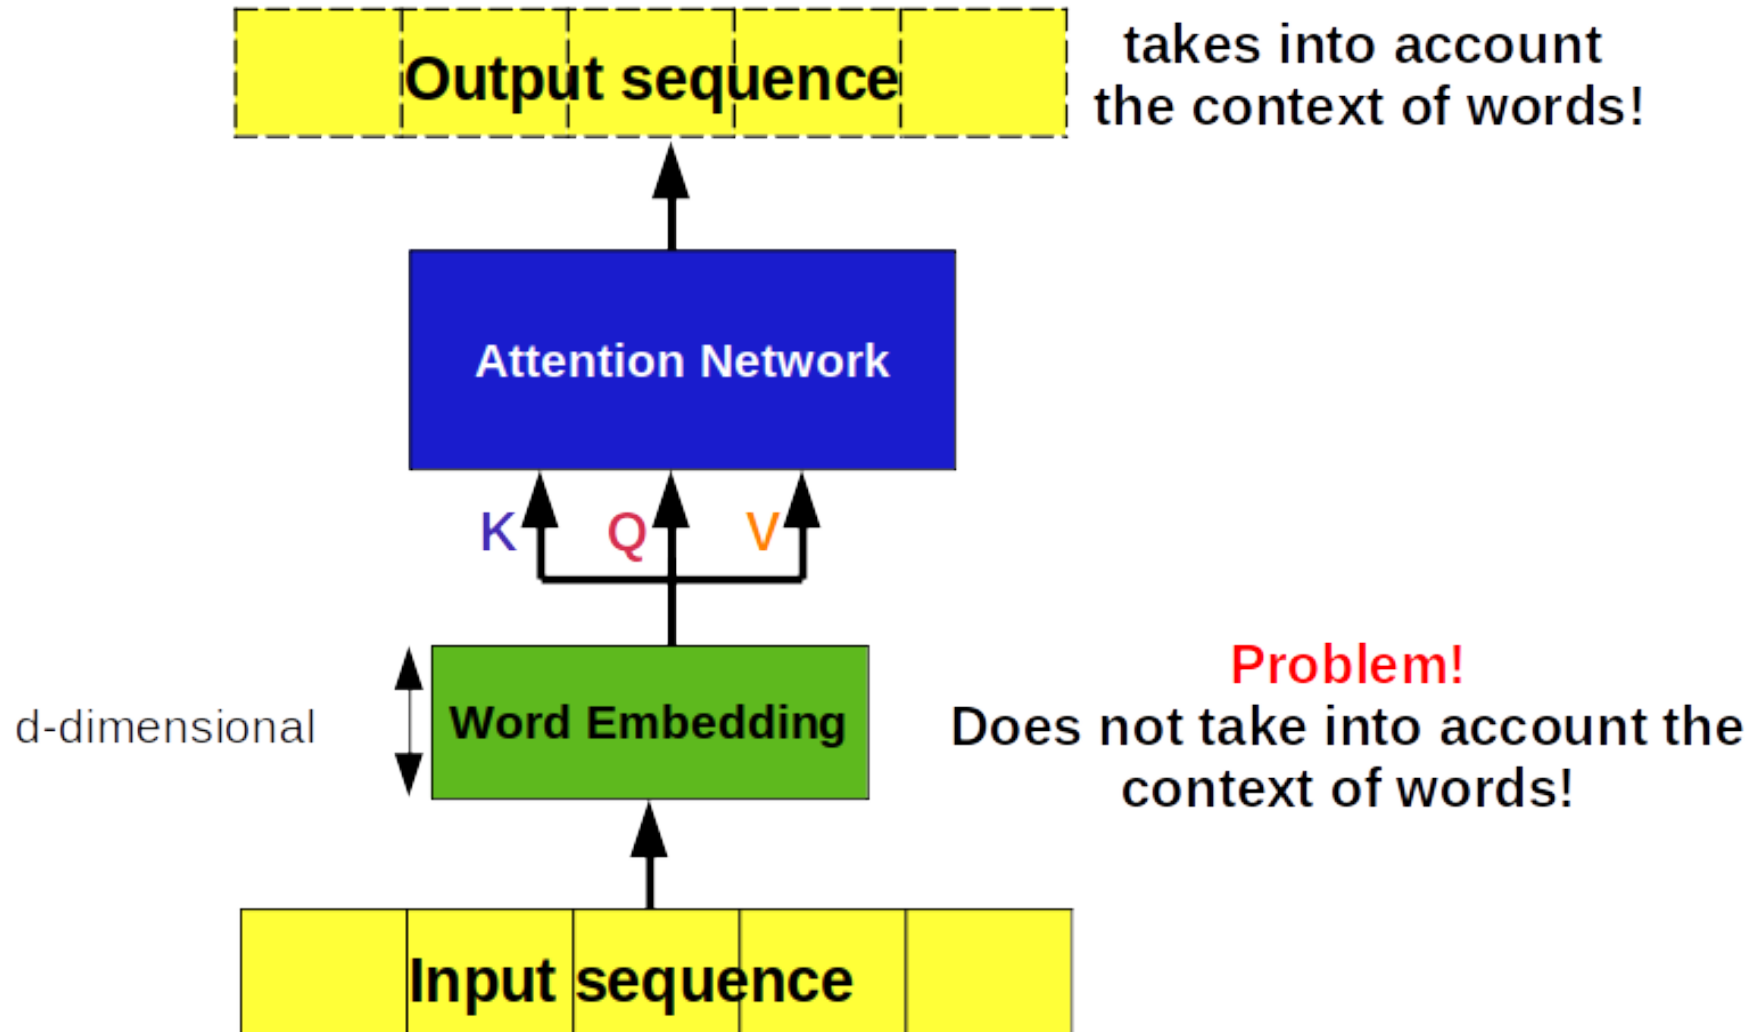 Output sequence
takes into account
the context of words!
Attention Network
K Q V
d-dimensional
Word Embedding
Problem!
Does not take into account the
context of words!
Input sequence